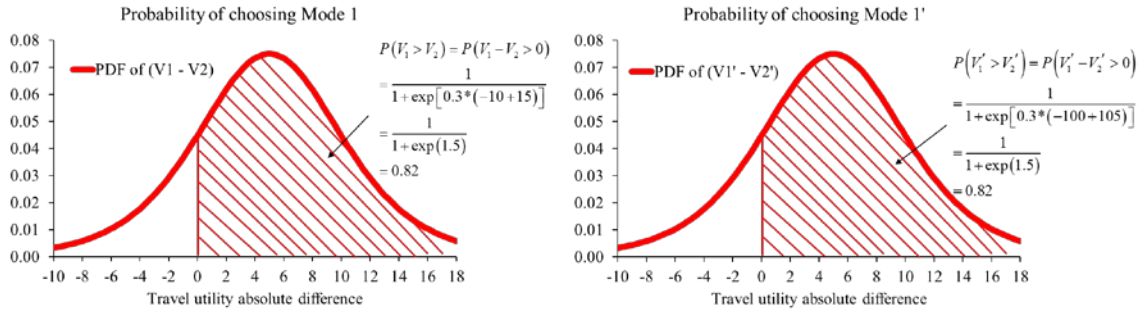 Probability of choosing Mode 1
0.08
0.07
0.06
0.05
0.04
0.03
0.02
0.01
0.00
PDF of (V1 - V2)
P(V₁ > V₂) = P(V₁ − V₂ > 0)
= 1 / (1 + exp[0.3*(−10+15)])
= 1 / (1 + exp(1.5))
= 0.82
-10 -8 -6 -4 -2 0 2 4 6 8 10 12 14 16 18
Travel utility absolute difference
Probability of choosing Mode 1'
0.08
0.07
0.06
0.05
0.04
0.03
0.02
0.01
0.00
PDF of (V1' - V2')
P(V₁' > V₂') = P(V₁' − V₂' > 0)
= 1 / (1 + exp[0.3*(−100+105)])
= 1 / (1 + exp(1.5))
= 0.82
-10 -8 -6 -4 -2 0 2 4 6 8 10 12 14 16 18
Travel utility absolute difference